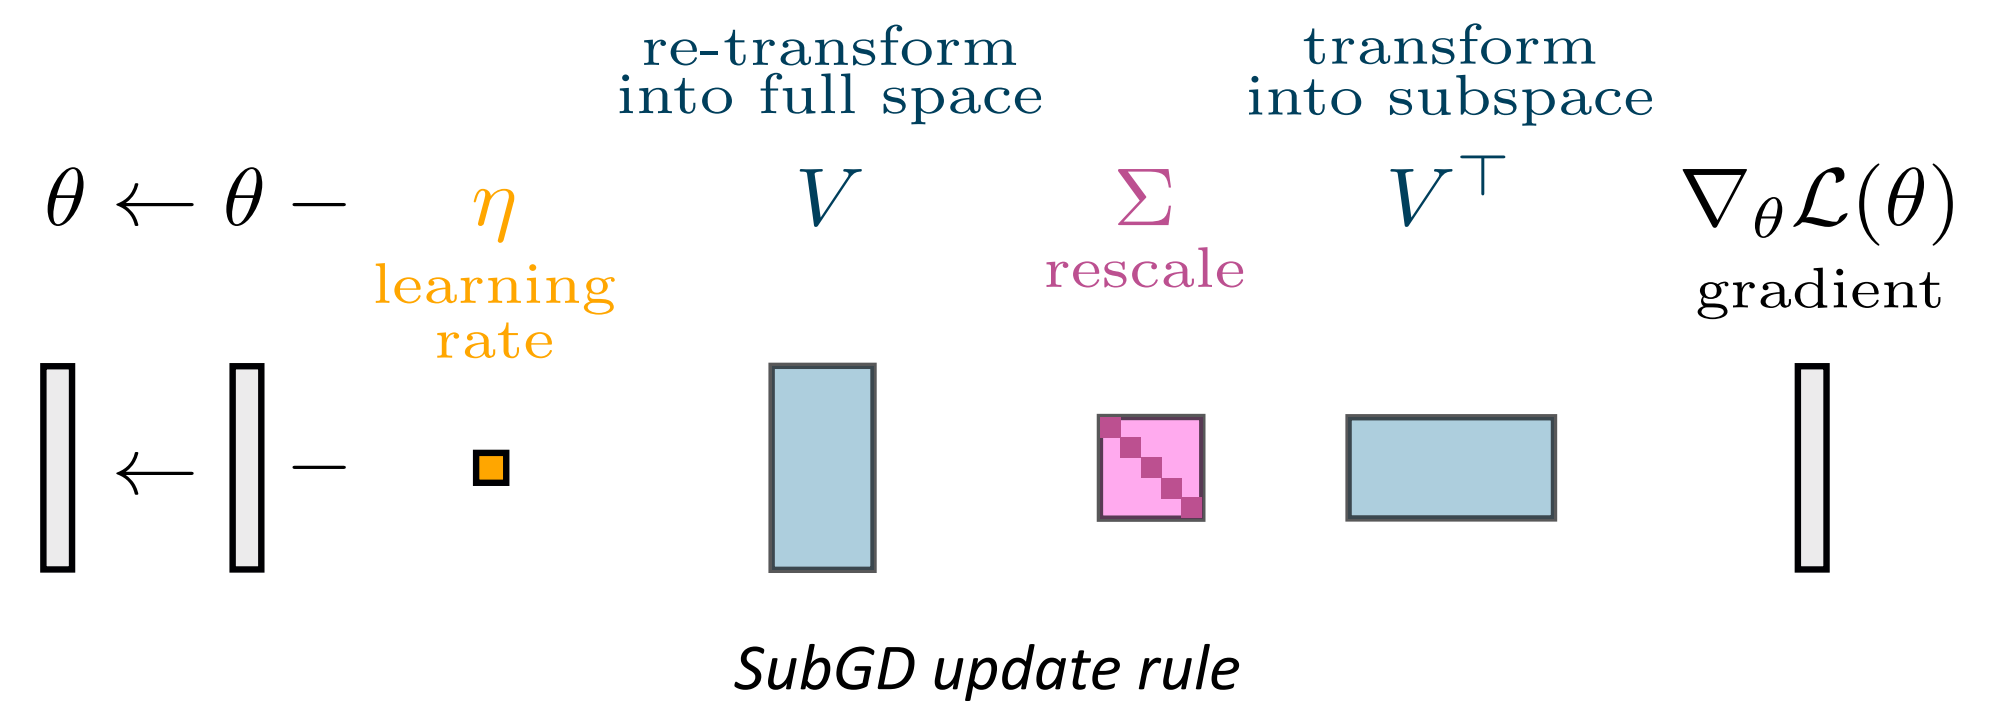 re-transform
into full space
transform
into subspace
θ ← θ − η V Σ V⊤ ∇θℒ(θ)
learning
rate
rescale
gradient
← −
SubGD update rule